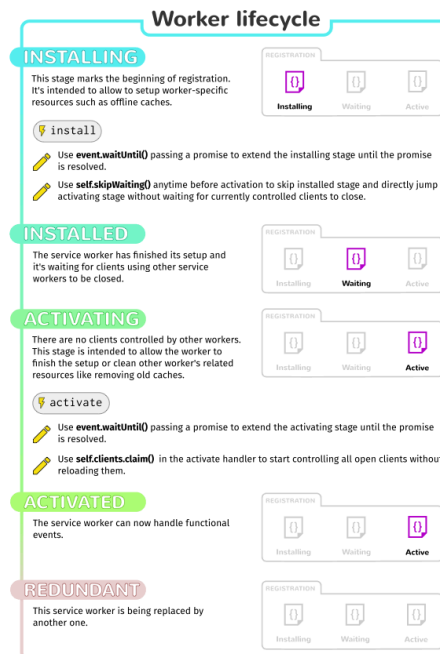 Worker lifecycle
INSTALLING
This stage marks the beginning of registration.
It's intended to allow to setup worker-specific
resources such as offline caches.
REGISTRATION
{}
{}
{}
Installing
Waiting
Active
install
Use event.waitUntil() passing a promise to extend the installing stage until the promise
is resolved.
Use self.skipWaiting() anytime before activation to skip installed stage and directly jump
activating stage without waiting for currently controlled clients to close.
INSTALLED
The service worker has finished its setup and
it's waiting for clients using other service
workers to be closed.
REGISTRATION
{}
{}
{}
Installing
Waiting
Active
ACTIVATING
There are no clients controlled by other workers.
This stage is intended to allow the worker to
finish the setup or clean other worker's related
resources like removing old caches.
REGISTRATION
{}
{}
{}
Installing
Waiting
Active
activate
Use event.waitUntil() passing a promise to extend the activating stage until the promise
is resolved.
Use self.clients.claim() in the activate handler to start controlling all open clients without
reloading them.
ACTIVATED
The service worker can now handle functional
events.
REGISTRATION
{}
{}
{}
Installing
Waiting
Active
REDUNDANT
This service worker is being replaced by
another one.
REGISTRATION
{}
{}
{}
Installing
Waiting
Active